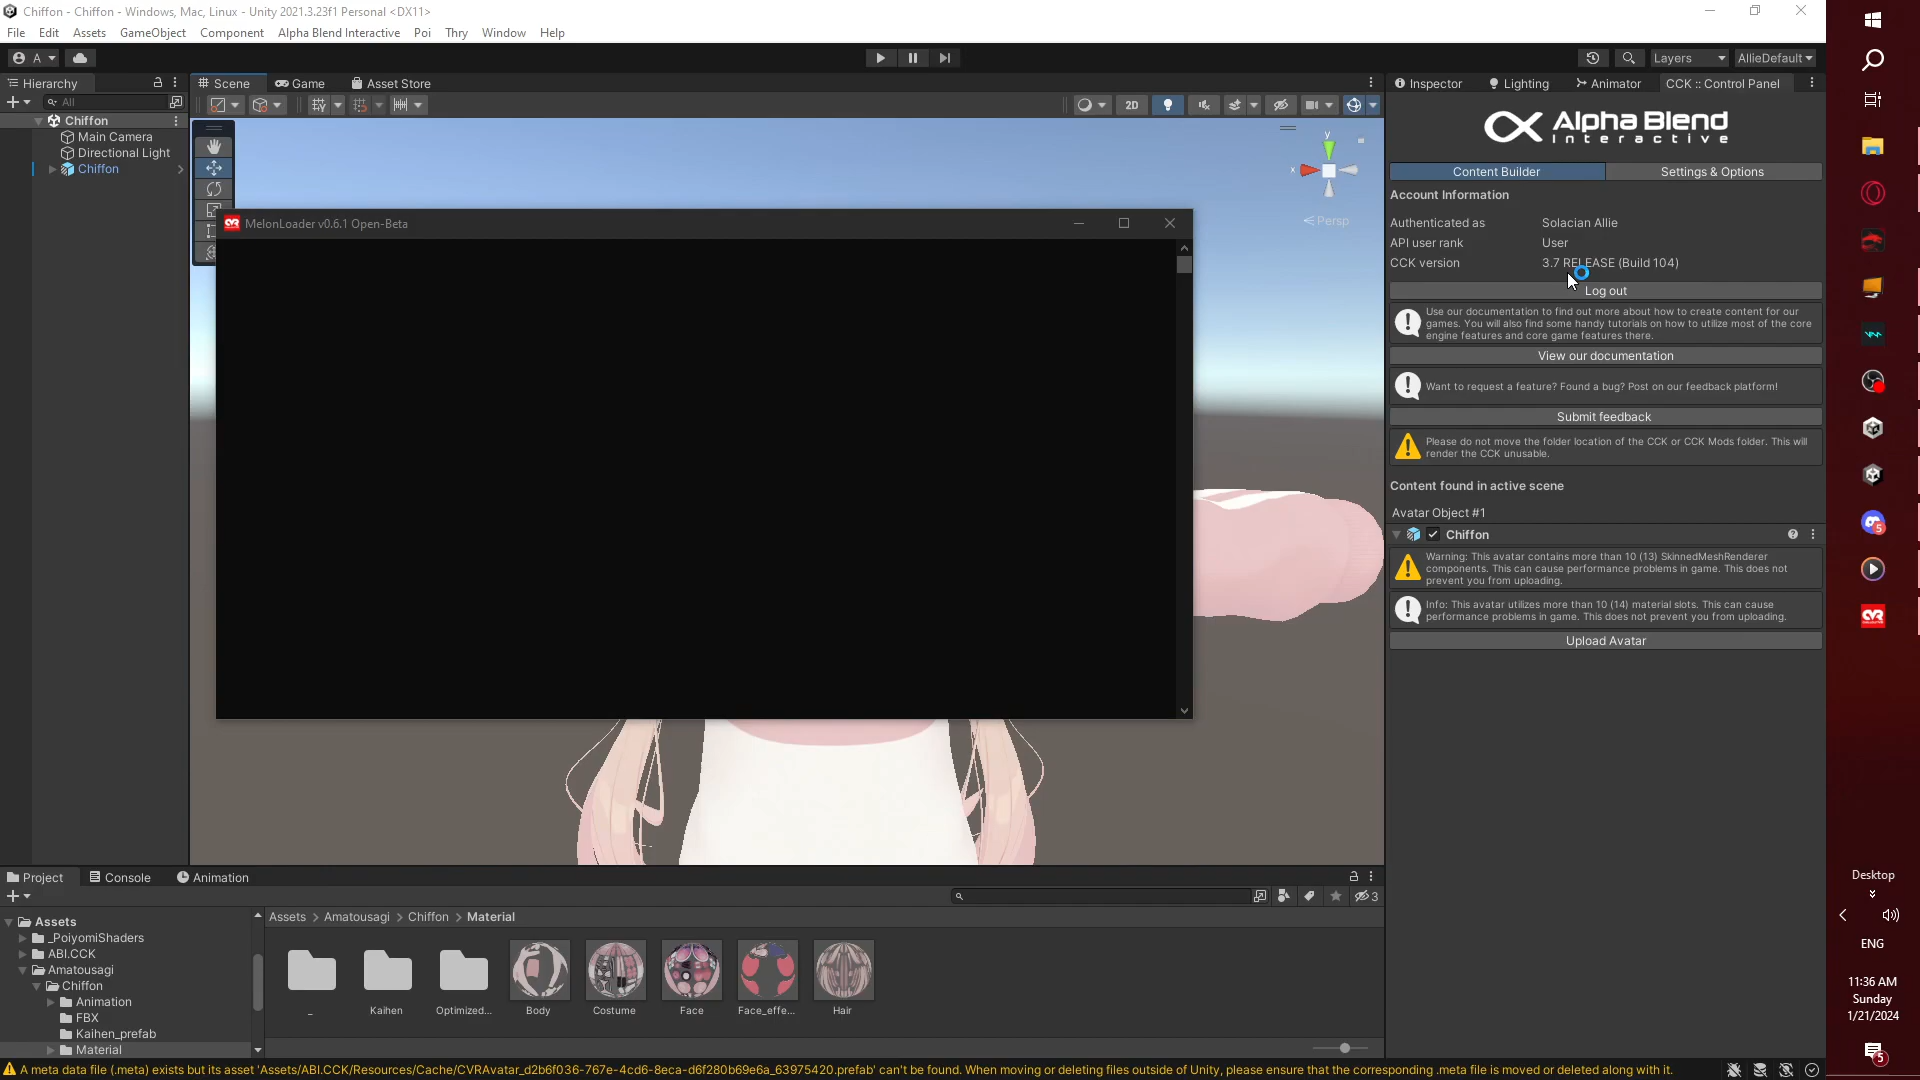 Chiffon - Chiffon - Windows, Mac, Linux - Unity 2021.3.23f1 Personal <DX11>
File Edit Assets GameObject Component Alpha Blend Interactive Poi Thry Window Help
A
Layers
AllieDefault
Hierarchy
Scene
Game
Asset Store
Inspector
Lighting
Animator
CCK :: Control Panel
All
2D
Chiffon
Main Camera
Directional Light
Chiffon
y
x
Persp
MelonLoader v0.6.1 Open-Beta
Alpha Blend
Interactive
Content Builder
Settings & Options
Account Information
Authenticated as Solacian Allie
API user rank User
CCK version 3.7 RELEASE (Build 104)
Log out
Use our documentation to find out more about how to create content for our
games. You will also find some handy tutorials on how to utilize most of the core
engine features and core game features there.
View our documentation
Want to request a feature? Found a bug? Post on our feedback platform!
Submit feedback
Please do not move the folder location of the CCK or CCK Mods folder. This will
render the CCK unusable.
Content found in active scene
Avatar Object #1
Chiffon
Warning: This avatar contains more than 10 (13) SkinnedMeshRenderer
components. This can cause performance problems in game. This does not
prevent you from uploading.
Info: This avatar utilizes more than 10 (14) material slots. This can cause
performance problems in game. This does not prevent you from uploading.
Upload Avatar
Project
Console
Animation
3
Assets
_PoiyomiShaders
ABI.CCK
Amatousagi
Chiffon
Animation
FBX
Kaihen_prefab
Material
Assets > Amatousagi > Chiffon > Material
_
Kaihen
Optimized...
Body
Costume
Face
Face_effe...
Hair
A meta data file (.meta) exists but its asset 'Assets/ABI.CCK/Resources/Cache/CVRAvatar_d2b6f036-767e-4cd6-8eca-d6f280b69e6a_63975420.prefab' can't be found. When moving or deleting files outside of Unity, please ensure that the corresponding .meta file is moved or deleted along with it.
5
Desktop
ENG
11:36 AM
Sunday
1/21/2024
5